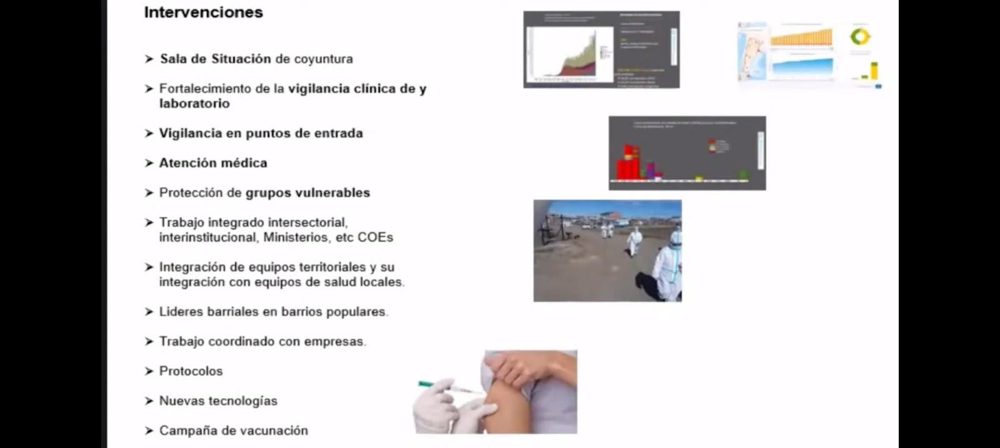 Intervenciones
➤ Sala de Situación de coyuntura
➤ Fortalecimiento de la vigilancia clínica de y
laboratorio
➤ Vigilancia en puntos de entrada
➤ Atención médica
➤ Protección de grupos vulnerables
➤ Trabajo integrado intersectorial,
interinstitucional, Ministerios, etc COEs
➤ Integración de equipos territoriales y su
integración con equipos de salud locales.
➤ Lideres barriales en barrios populares.
➤ Trabajo coordinado con empresas.
➤ Protocolos
➤ Nuevas tecnologías
➤ Campaña de vacunación